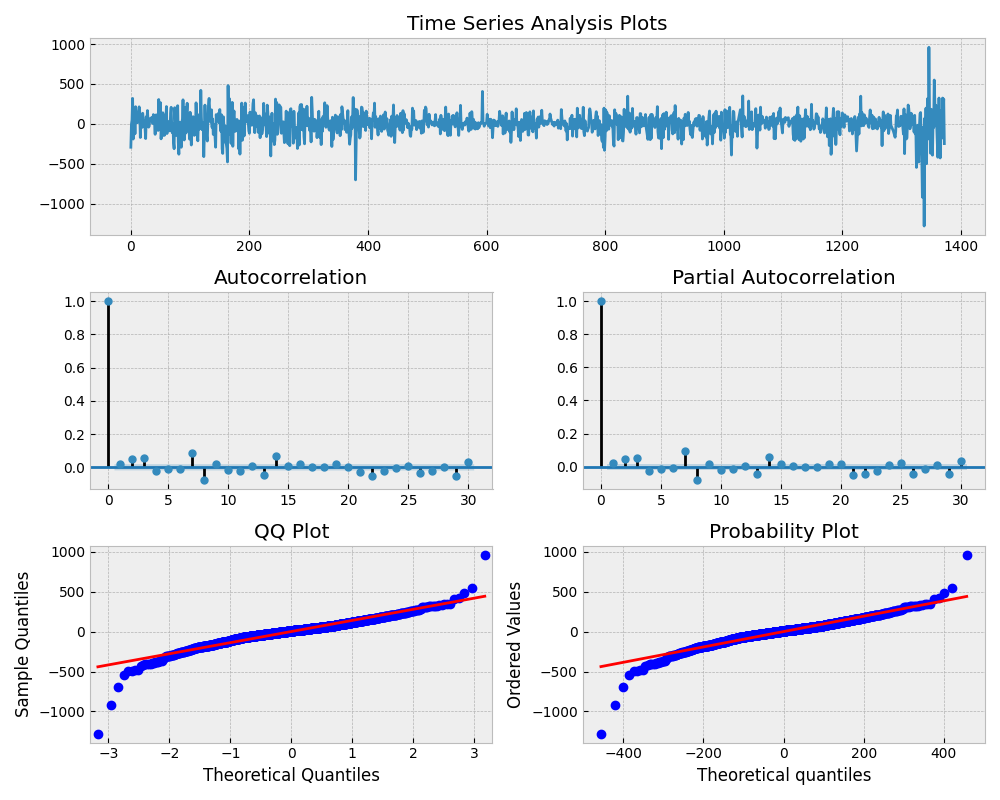 Time Series Analysis Plots
1000
500
0
−500
−1000
0 200 400 600 800 1000 1200 1400
Autocorrelation
1.0
0.8
0.6
0.4
0.2
0.0
0 5 10 15 20 25 30
Partial Autocorrelation
1.0
0.8
0.6
0.4
0.2
0.0
0 5 10 15 20 25 30
QQ Plot
Sample Quantiles
1000
500
0
−500
−1000
−3 −2 −1 0 1 2 3
Theoretical Quantiles
Probability Plot
Ordered Values
1000
500
0
−500
−1000
−400 −200 0 200 400
Theoretical quantiles